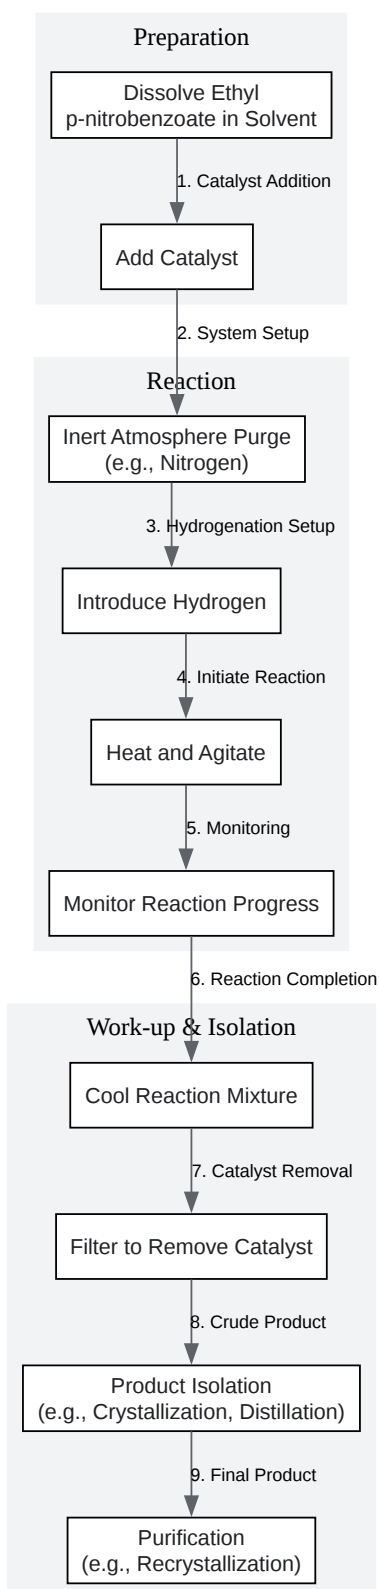 Preparation
Dissolve Ethyl
p-nitrobenzoate in Solvent
1. Catalyst Addition
Add Catalyst
2. System Setup
Reaction
Inert Atmosphere Purge
(e.g., Nitrogen)
3. Hydrogenation Setup
Introduce Hydrogen
4. Initiate Reaction
Heat and Agitate
5. Monitoring
Monitor Reaction Progress
6. Reaction Completion
Work-up & Isolation
Cool Reaction Mixture
7. Catalyst Removal
Filter to Remove Catalyst
8. Crude Product
Product Isolation
(e.g., Crystallization, Distillation)
9. Final Product
Purification
(e.g., Recrystallization)